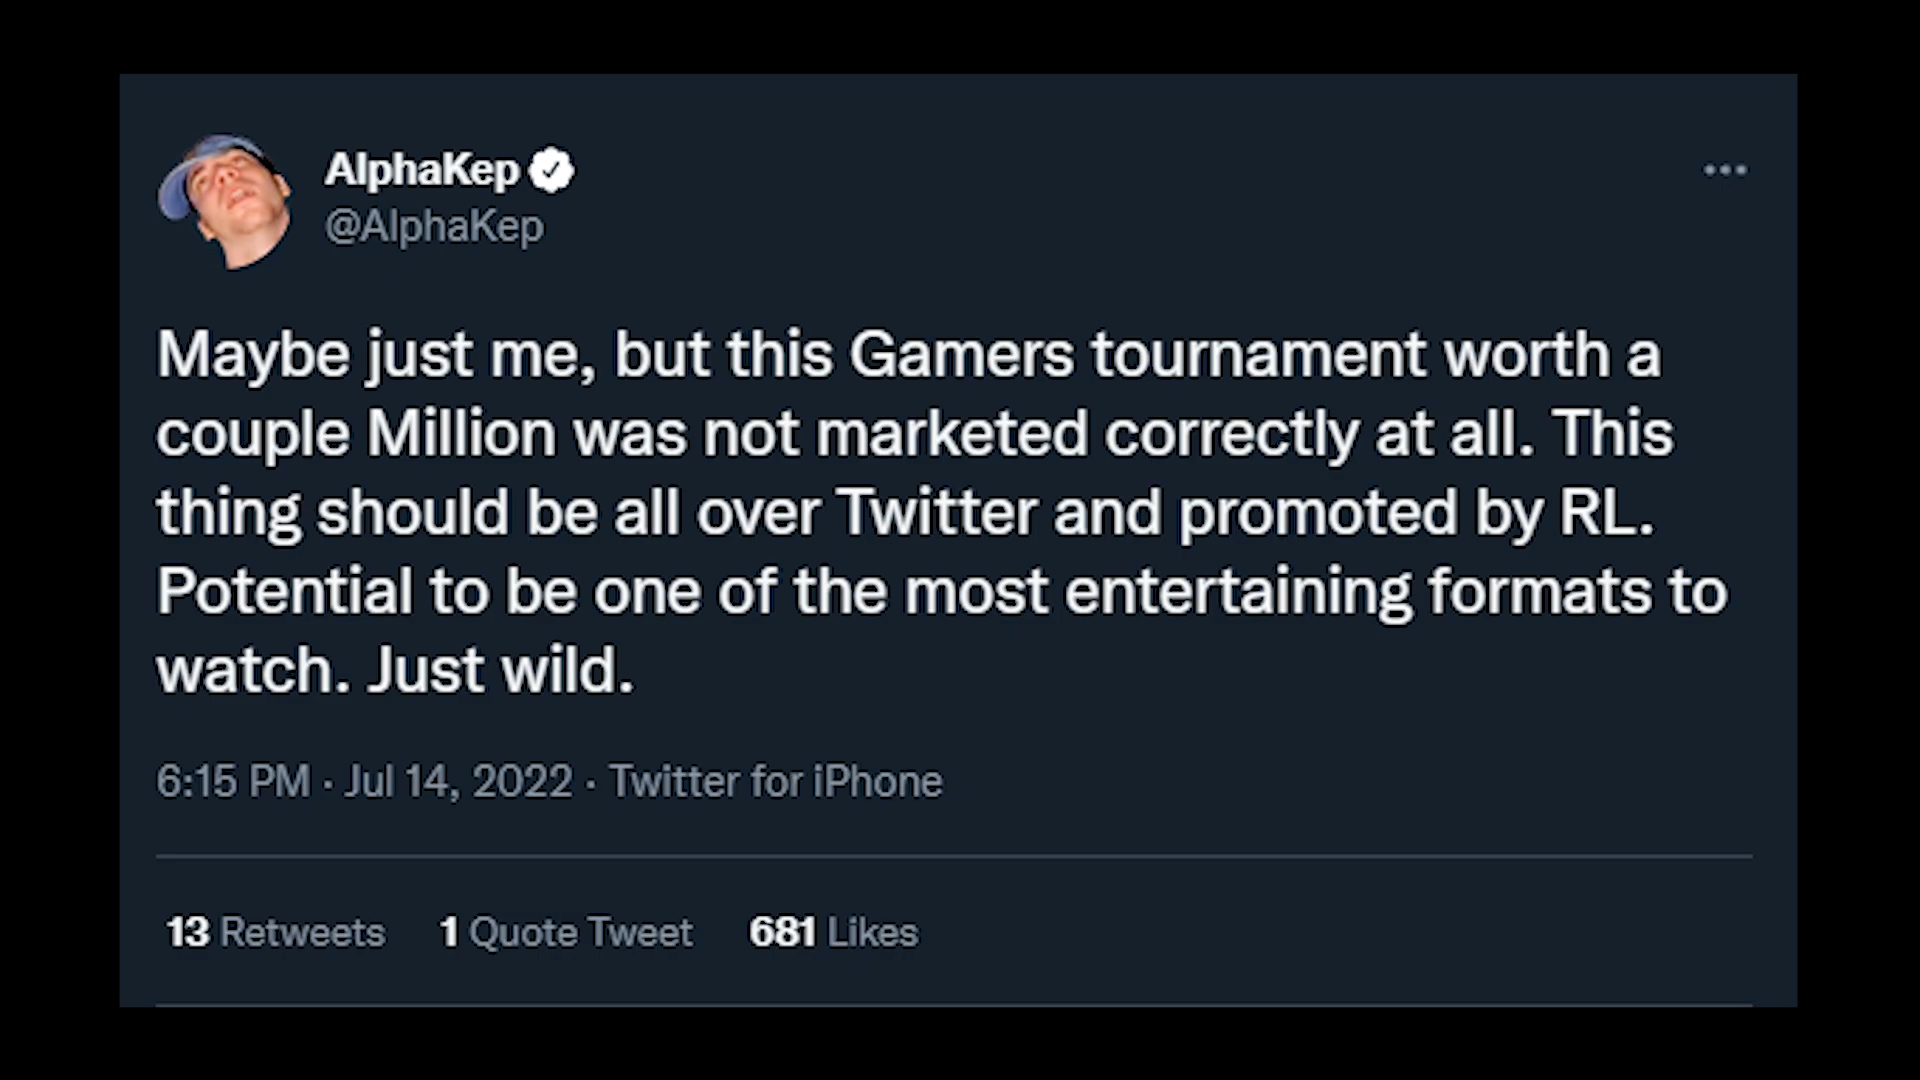 AlphaKep
@AlphaKep
Maybe just me, but this Gamers tournament worth a
couple Million was not marketed correctly at all. This
thing should be all over Twitter and promoted by RL.
Potential to be one of the most entertaining formats to
watch. Just wild.
6:15 PM · Jul 14, 2022 · Twitter for iPhone
13 Retweets 1 Quote Tweet 681 Likes